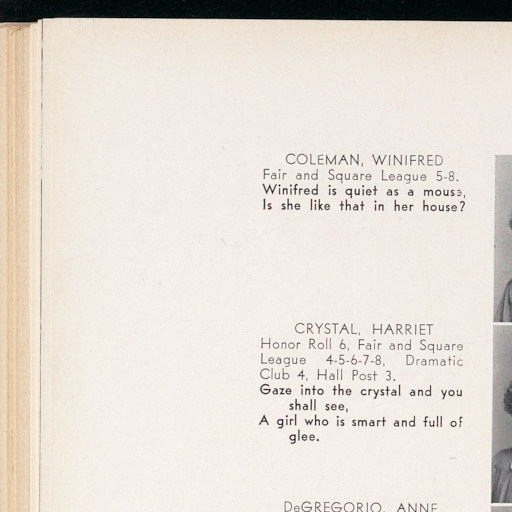 COLEMAN, WINIFRED
Fair and Square League 5-8.
Winifred is quiet as a mouse,
Is she like that in her house?
CRYSTAL, HARRIET
Honor Roll 6, Fair and Square
League 4-5-6-7-8, Dramatic
Club 4, Hall Post 3.
Gaze into the crystal and you
shall see,
A girl who is smart and full of
glee.
DeGREGORIO, ANNE